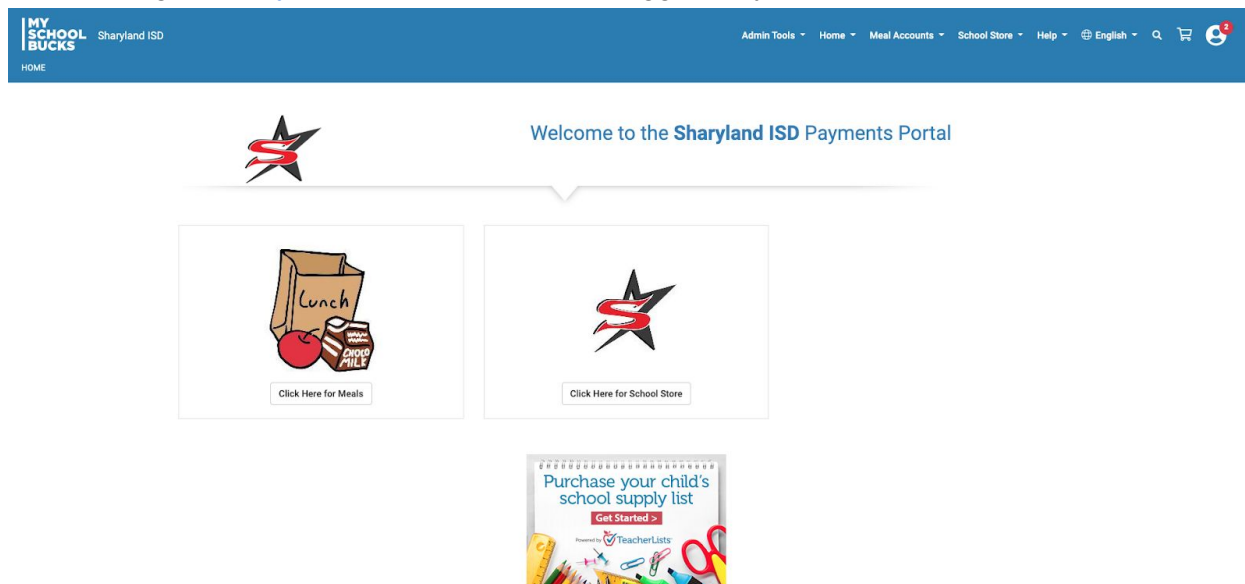 MY
SCHOOL
BUCKS
Sharyland ISD
Admin Tools
Home
Meal Accounts
School Store
Help
English
2
HOME
S
Welcome to the Sharyland ISD Payments Portal
Lunch
CHOCO
MILK
Click Here for Meals
S
Click Here for School Store
Purchase your child's
school supply list
Get Started >
Powered by TeacherLists